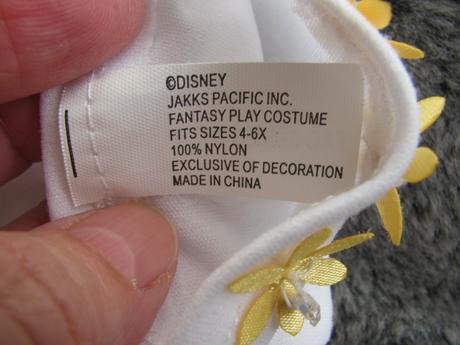 ©DISNEY
JAKKS PACIFIC INC.
FANTASY PLAY COSTUME
FITS SIZES 4-6X
100% NYLON
EXCLUSIVE OF DECORATION
MADE IN CHINA